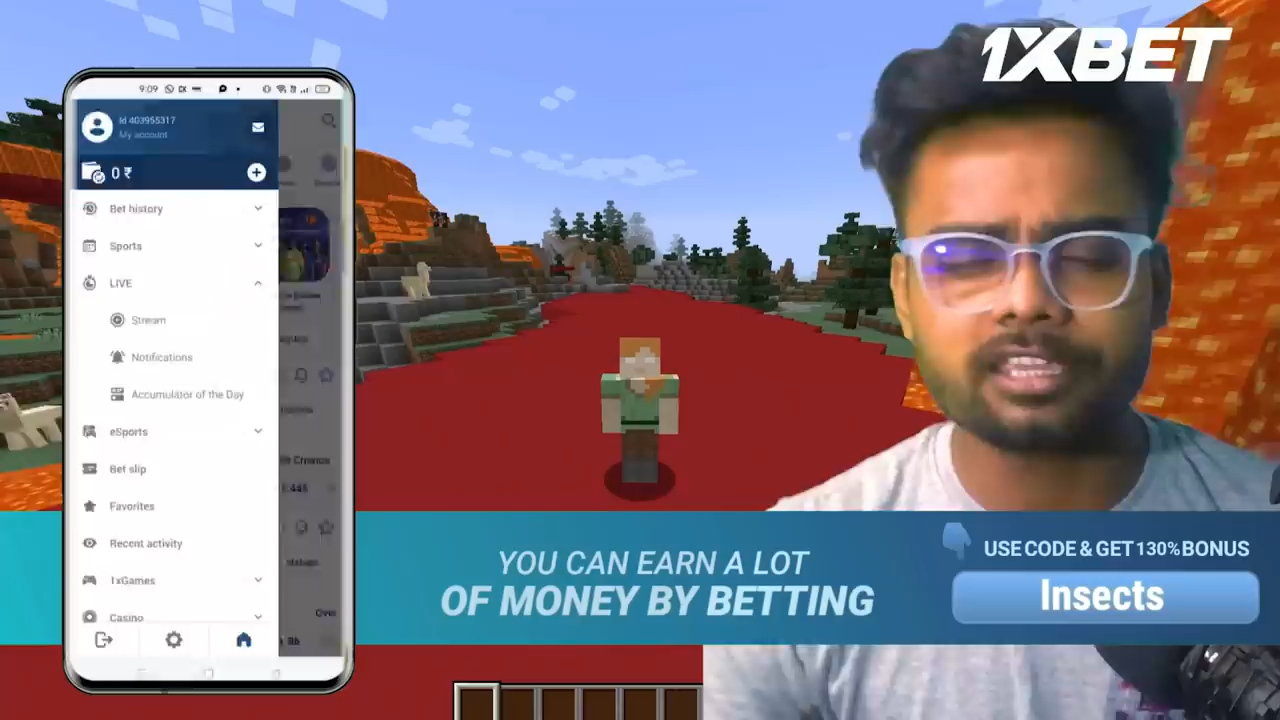 1XBET
9:09
Id 403955317
My account
0 ₹
Bet history
Sports
LIVE
Stream
Notifications
Accumulator of the Day
eSports
Bet slip
Favorites
Recent activity
1xGames
Casino
YOU CAN EARN A LOT
OF MONEY BY BETTING
USE CODE & GET 130% BONUS
Insects